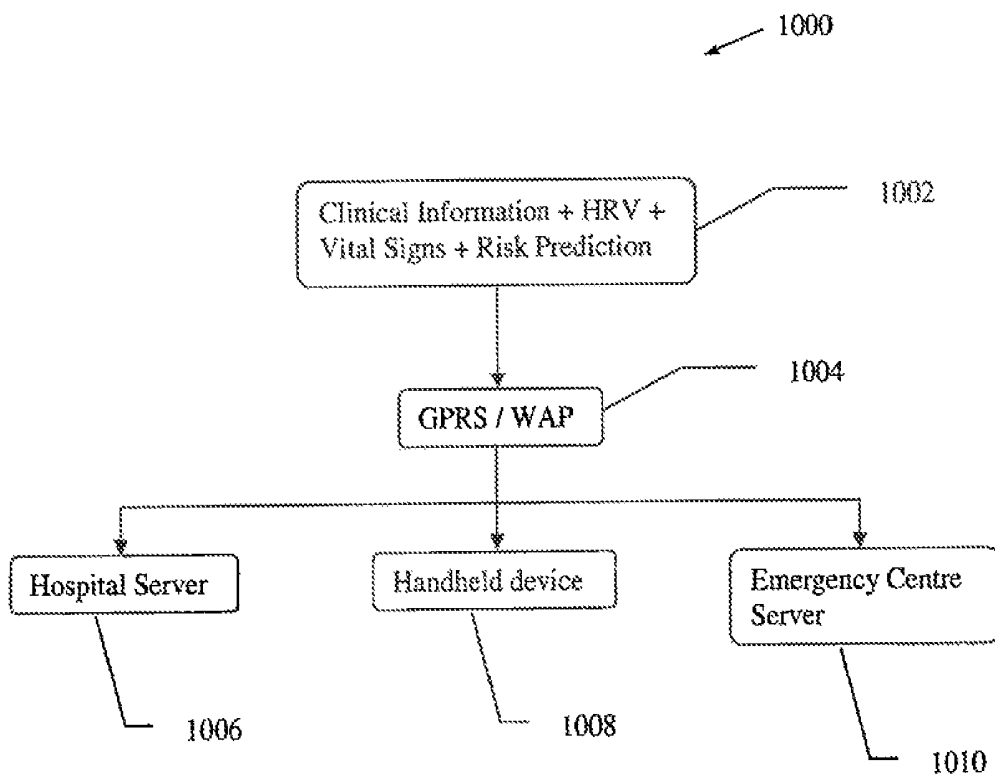 1000
Clinical Information + HRV +
Vital Signs + Risk Prediction
1002
GPRS / WAP
1004
Hospital Server
Handheld device
Emergency Centre
Server
1006
1008
1010